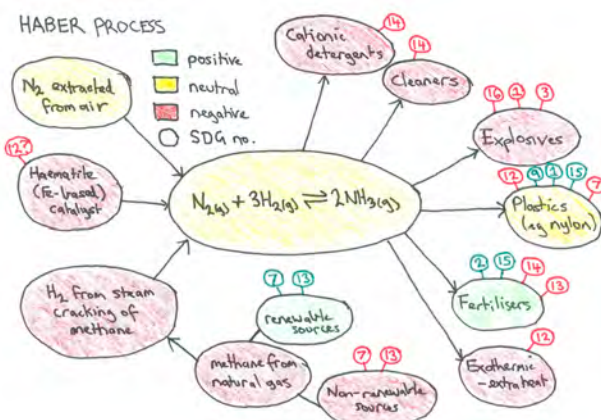 HABER PROCESS
positive
neutral
negative
SDG no.
N2 extracted
from air
12?
Haematite
(Fe-based)
catalyst
H2 from steam
cracking of
methane
7 13
renewable
sources
methane from
natural gas
7 13
Non-renewable
sources
N2(g) + 3H2(g) ⇌ 2NH3(g)
14
Cationic
detergents
14
Cleaners
16 2 3
Explosives
12 9 1 15 7
Plastics
(eg nylon)
2 15 14 13
Fertilisers
12
Exothermic
- extra heat